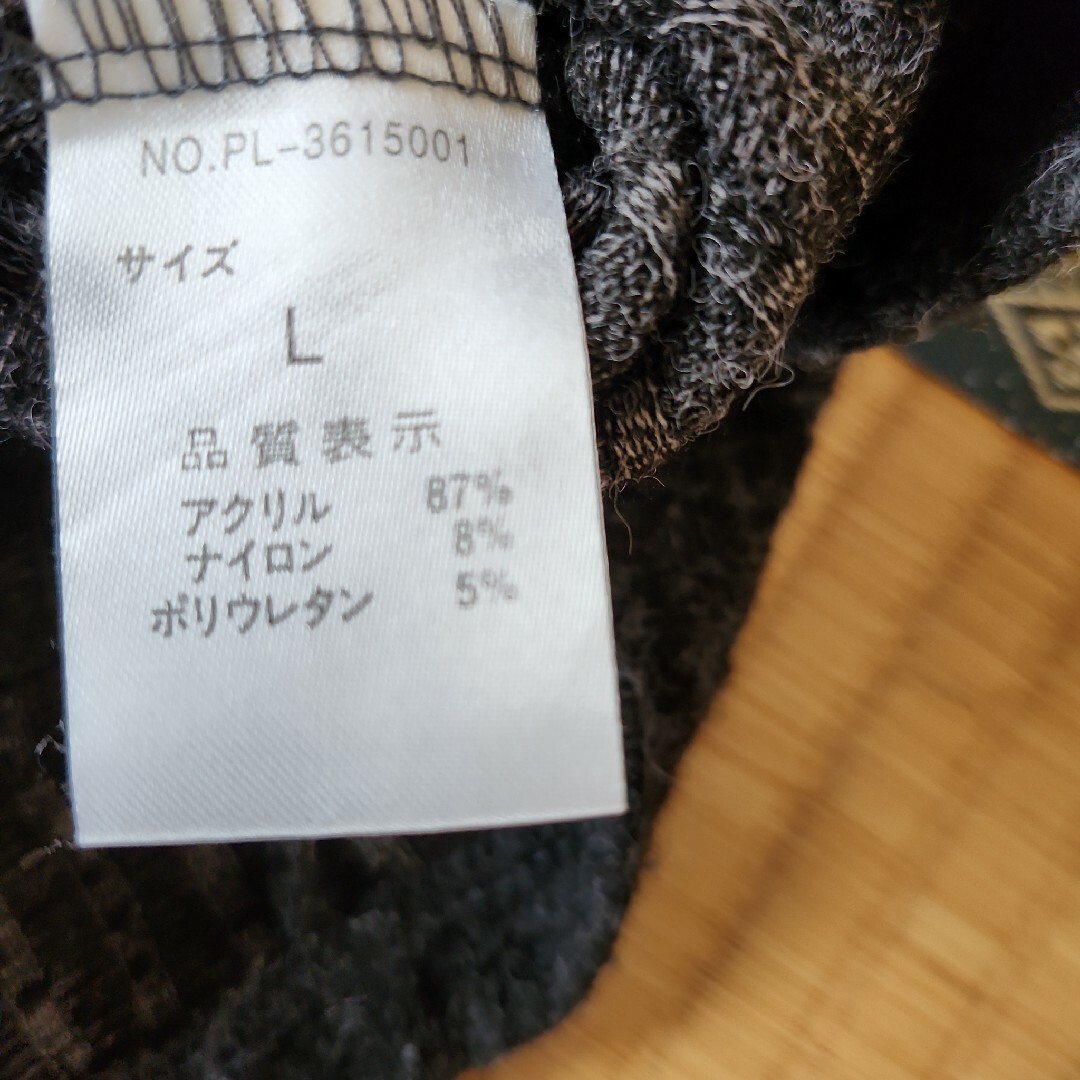 NO.PL-3615001
サイズ
L
品質表示
アクリル 87%
ナイロン 8%
ポリウレタン 5%